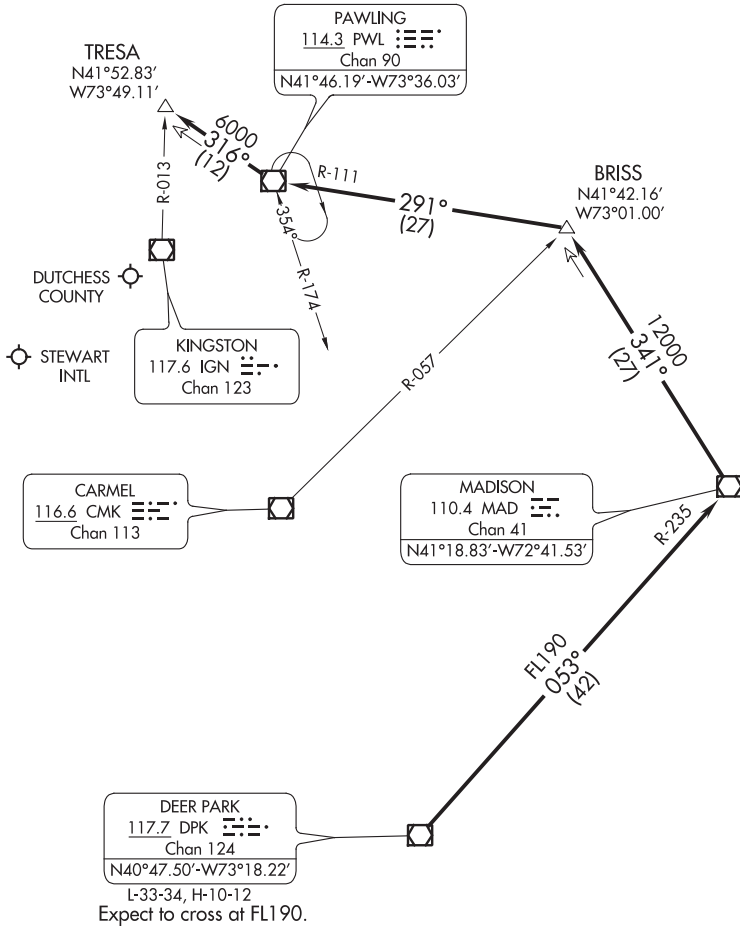 PAWLING
114.3 PWL
Chan 90
N41°46.19'-W73°36.03'
TRESA
N41°52.83'
W73°49.11'
6000
316°
(12)
R-013
R-111
291°
(27)
BRISS
N41°42.16'
W73°01.00'
354°
R-174
DUTCHESS
COUNTY
STEWART
INTL
KINGSTON
117.6 IGN
Chan 123
R-057
12000
341°
(27)
CARMEL
116.6 CMK
Chan 113
MADISON
110.4 MAD
Chan 41
N41°18.83'-W72°41.53'
R-235
FL190
053°
(42)
DEER PARK
117.7 DPK
Chan 124
N40°47.50'-W73°18.22'
L-33-34, H-10-12
Expect to cross at FL190.